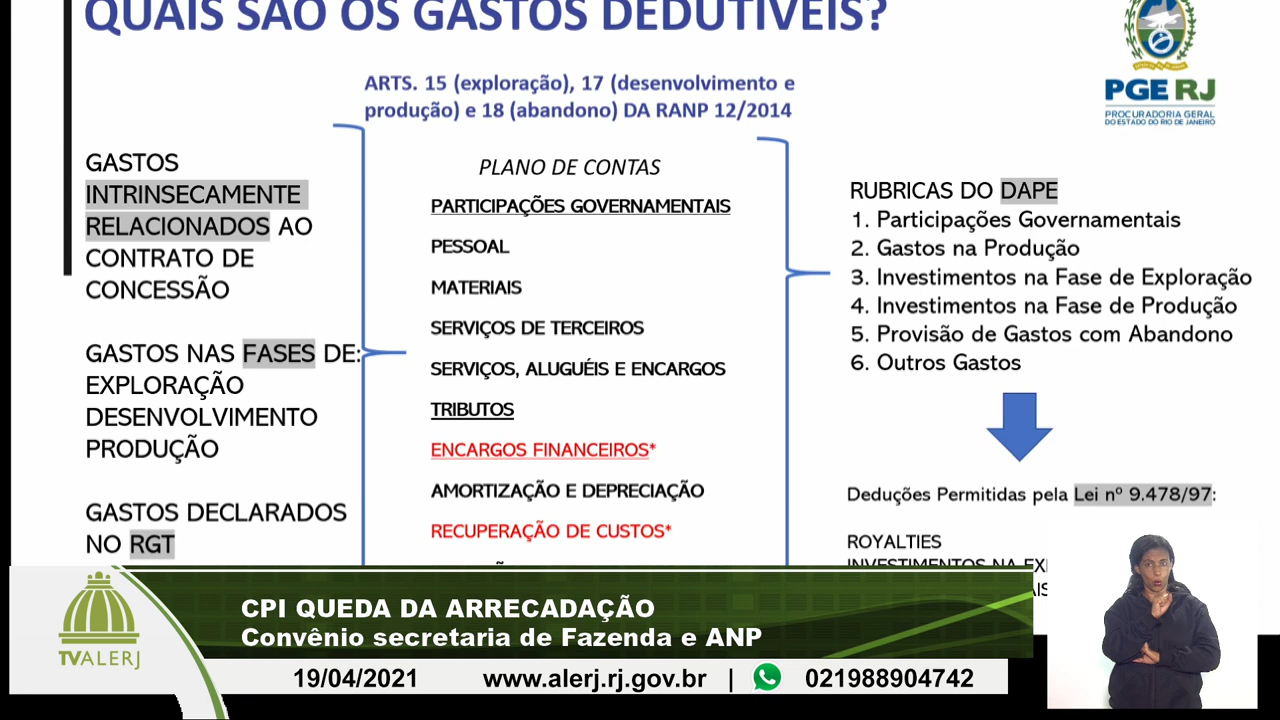 QUAIS SÃO OS GASTOS DEDUTÍVEIS?
ARTS. 15 (exploração), 17 (desenvolvimento e
produção) e 18 (abandono) DA RANP 12/2014
PGE RJ
PROCURADORIA GERAL
DO ESTADO DO RIO DE JANEIRO
GASTOS
INTRINSECAMENTE
RELACIONADOS AO
CONTRATO DE
CONCESSÃO
GASTOS NAS FASES DE:
EXPLORAÇÃO
DESENVOLVIMENTO
PRODUÇÃO
GASTOS DECLARADOS
NO RGT
PLANO DE CONTAS
PARTICIPAÇÕES GOVERNAMENTAIS
PESSOAL
MATERIAIS
SERVIÇOS DE TERCEIROS
SERVIÇOS, ALUGUÉIS E ENCARGOS
TRIBUTOS
ENCARGOS FINANCEIROS*
AMORTIZAÇÃO E DEPRECIAÇÃO
RECUPERAÇÃO DE CUSTOS*
RUBRICAS DO DAPE
1. Participações Governamentais
2. Gastos na Produção
3. Investimentos na Fase de Exploração
4. Investimentos na Fase de Produção
5. Provisão de Gastos com Abandono
6. Outros Gastos
Deduções Permitidas pela Lei nº 9.478/97:
ROYALTIES
INVESTIMENTOS NA
CPI QUEDA DA ARRECADAÇÃO
Convênio secretaria de Fazenda e ANP
TVALERJ
19/04/2021 www.alerj.rj.gov.br | 021988904742